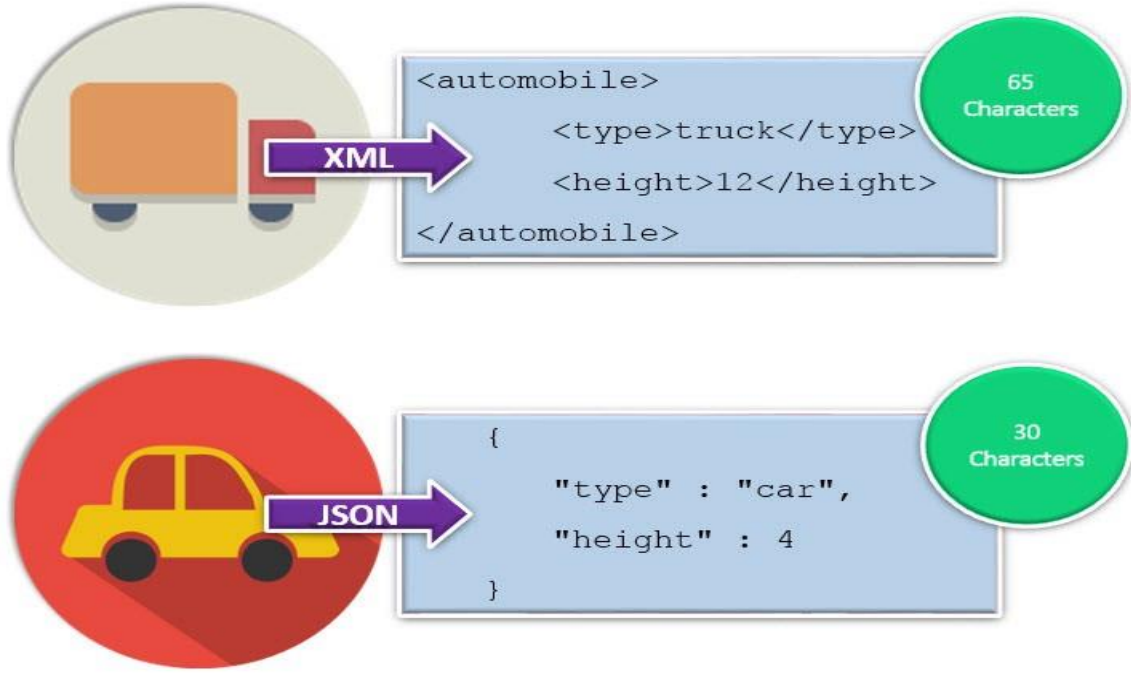 XML
<automobile>
<type>truck</type>
<height>12</height>
</automobile>
65
Characters
JSON
{
"type" : "car",
"height" : 4
}
30
Characters